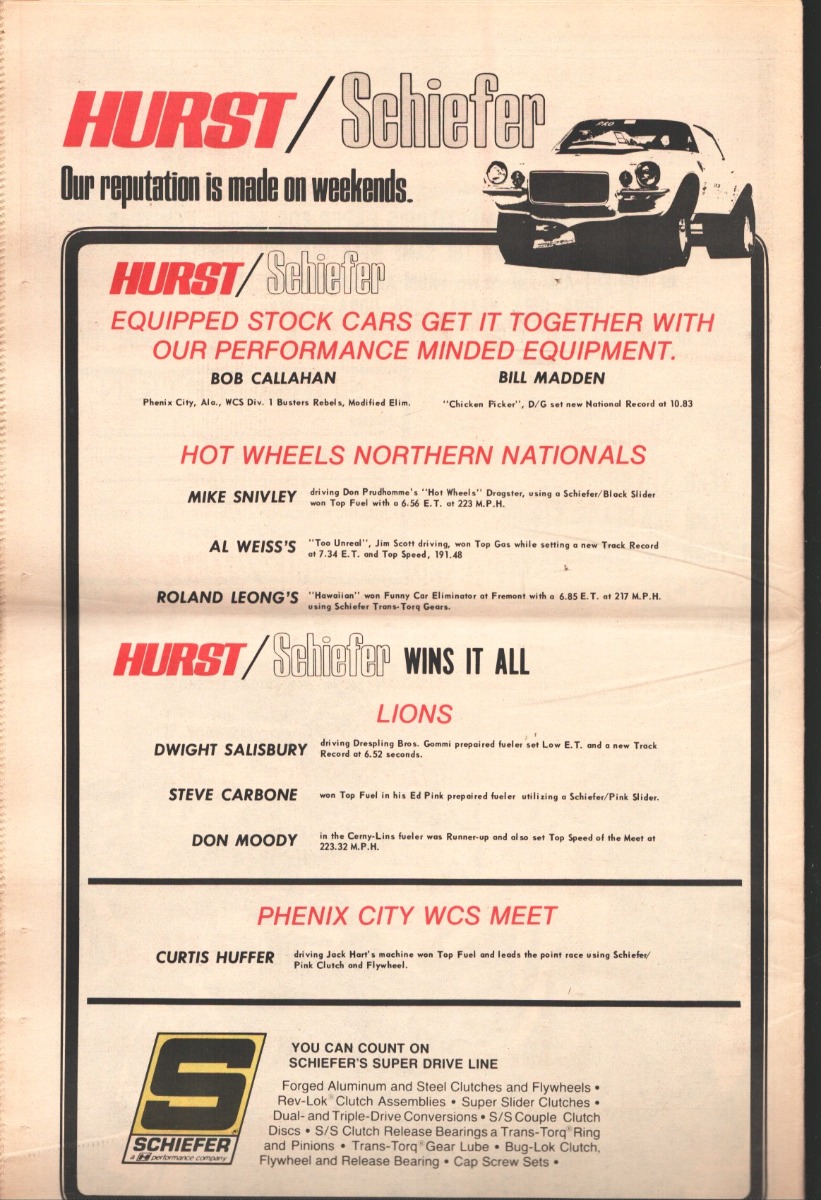 HURST/Schiefer
Our reputation is made on weekends.
PRO
HURST/Schiefer
EQUIPPED STOCK CARS GET IT TOGETHER WITH
OUR PERFORMANCE MINDED EQUIPMENT.
BOB CALLAHAN
Phenix City, Ala., WCS Div. 1 Busters Rebels, Modified Elim.
BILL MADDEN
"Chicken Picker", D/G set new National Record at 10.83
HOT WHEELS NORTHERN NATIONALS
MIKE SNIVLEY driving Don Prudhomme's "Hot Wheels" Dragster, using a Schiefer/Black Slider
won Top Fuel with a 6.56 E.T. at 223 M.P.H.
AL WEISS'S "Too Unreal", Jim Scott driving, won Top Gas while setting a new Track Record
at 7.34 E.T. and Top Speed, 191.48
ROLAND LEONG'S "Hawaiian" won Funny Car Eliminator at Fremont with a 6.85 E.T. at 217 M.P.H.
using Schiefer Trans-Torq Gears.
HURST/Schiefer WINS IT ALL
LIONS
DWIGHT SALISBURY driving Drespling Bros. Gommi prepaired fueler set Low E.T. and a new Track
Record at 6.52 seconds.
STEVE CARBONE won Top Fuel in his Ed Pink prepaired fueler utilizing a Schiefer/Pink Slider.
DON MOODY in the Cerny-Lins fueler was Runner-up and also set Top Speed of the Meet at
223.32 M.P.H.
PHENIX CITY WCS MEET
CURTIS HUFFER driving Jack Hart's machine won Top Fuel and leads the point race using Schiefer/
Pink Clutch and Flywheel.
S
SCHIEFER
a H performance company
YOU CAN COUNT ON
SCHIEFER'S SUPER DRIVE LINE
Forged Aluminum and Steel Clutches and Flywheels •
Rev-Lok® Clutch Assemblies • Super Slider Clutches •
Dual- and Triple-Drive Conversions • S/S Couple Clutch
Discs • S/S Clutch Release Bearings a Trans-Torq® Ring
and Pinions • Trans-Torq® Gear Lube • Bug-Lok Clutch,
Flywheel and Release Bearing • Cap Screw Sets •